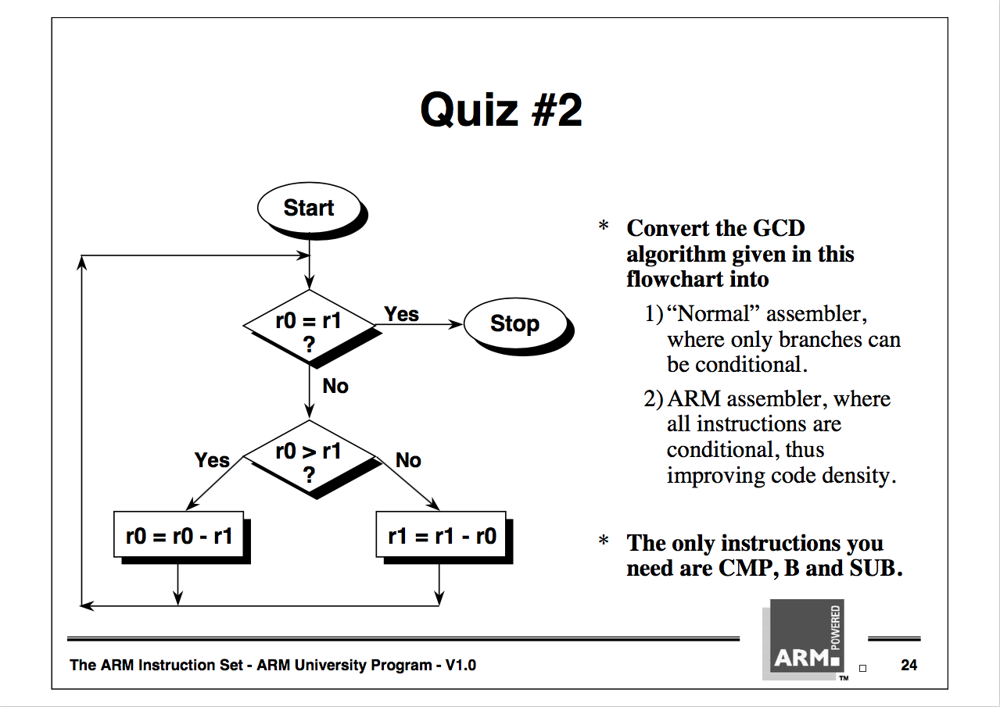 Quiz #2
Start
r0 = r1
?
Yes
Stop
No
r0 > r1
?
Yes
No
r0 = r0 - r1
r1 = r1 - r0
* Convert the GCD
algorithm given in this
flowchart into
1) “Normal” assembler,
where only branches can
be conditional.
2) ARM assembler, where
all instructions are
conditional, thus
improving code density.
* The only instructions you
need are CMP, B and SUB.
The ARM Instruction Set - ARM University Program - V1.0
ARM
POWERED
TM
24